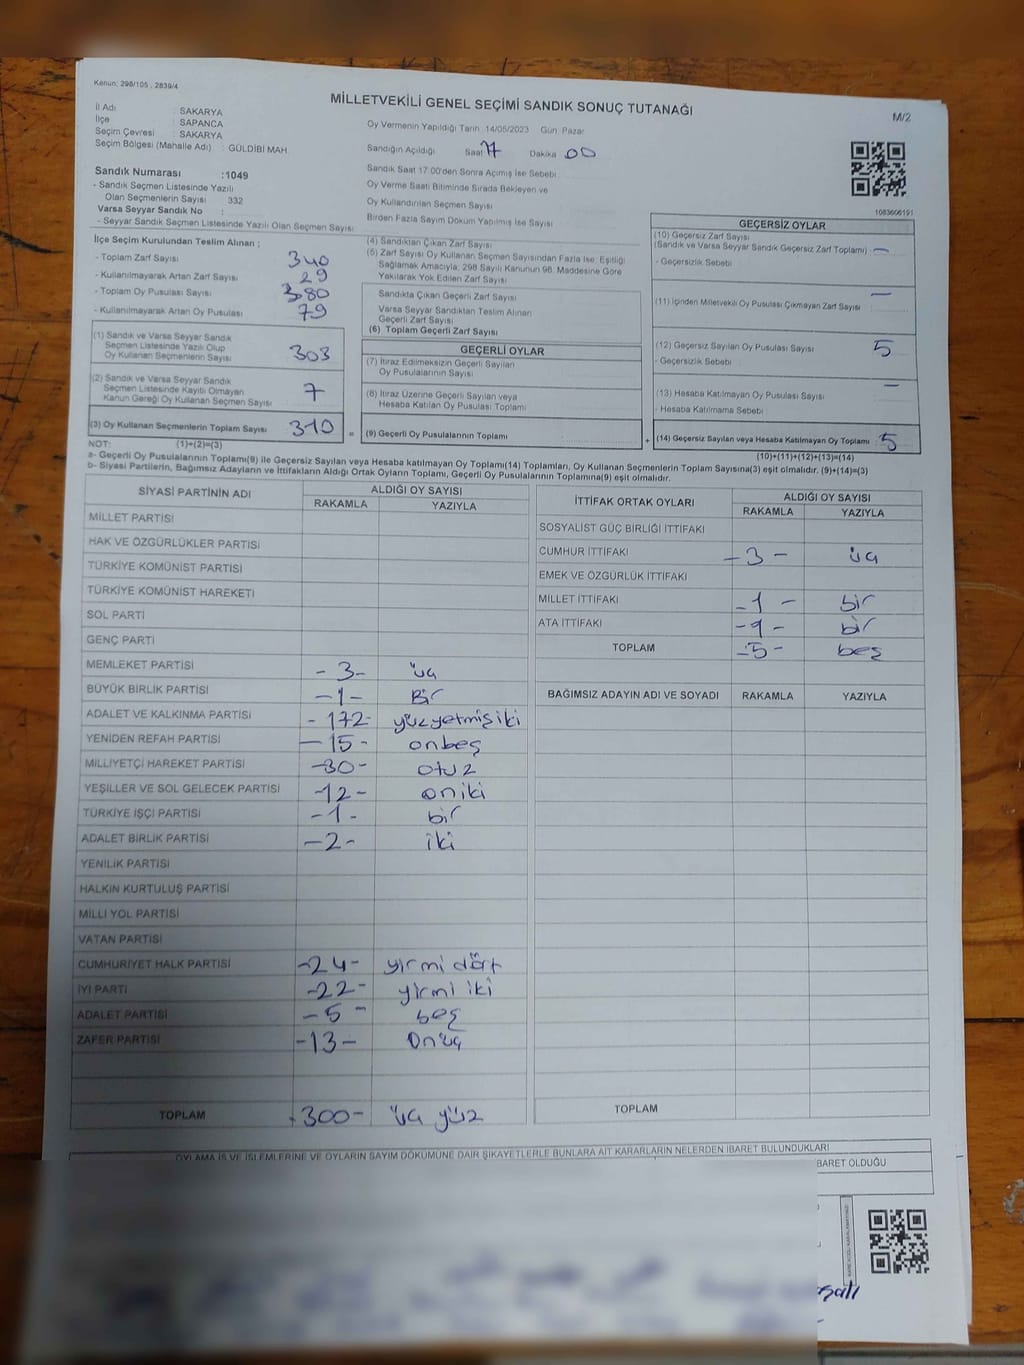 Kanun: 298/105 , 2839/4
MİLLETVEKİLİ GENEL SEÇİMİ SANDIK SONUÇ TUTANAĞI
M/2
İl Adı : SAKARYA
İlçe : SAPANCA
Seçim Çevresi : SAKARYA
Seçim Bölgesi (Mahalle Adı) : GÜLDİBİ MAH.
Oy Vermenin Yapıldığı Tarih: 14/05/2023 Gün: Pazar
Sandığın Açıldığı Saat 17 Dakika 00
Sandık Saat 17:00'den Sonra Açımış İse Sebebi
Oy Verme Saati Bitiminde Sırada Bekleyen ve
Oy Kullandırılan Seçmen Sayısı
Birden Fazla Sayım Döküm Yapılmış İse Sayısı
Sandık Numarası :1049
- Sandık Seçmen Listesinde Yazılı
Olan Seçmenlerin Sayısı 332
Varsa Seyyar Sandık No :
- Seyyar Sandık Seçmen Listesinde Yazılı Olan Seçmen Sayısı
1083606191
İlçe Seçim Kurulundan Teslim Alınan ;
- Toplam Zarf Sayısı 340
- Kullanılmayarak Artan Zarf Sayısı 29
- Toplam Oy Pusulası Sayısı 380
- Kullanılmayarak Artan Oy Pusulası 79
(1) Sandık ve Varsa Seyyar Sandık
Seçmen Listesinde Yazılı Olup
Oy Kullanan Seçmenlerin Sayısı 303
(2) Sandık ve Varsa Seyyar Sandık
Seçmen Listesinde Kayıtlı Olmayan
Kanun Gereği Oy Kullanan Seçmen Sayısı 7
(3) Oy Kullanan Seçmenlerin Toplam Sayısı 310 =
(4) Sandıktan Çıkan Zarf Sayısı
(5) Zarf Sayısı Oy Kullanan Seçmen Sayısından Fazla İse; Eşitliği
Sağlamak Amacıyla, 298 Sayılı Kanunun 98. Maddesine Göre
Yakılarak Yok Edilen Zarf Sayısı
Sandıkta Çıkan Geçerli Zarf Sayısı
Varsa Seyyar Sandıktan Teslim Alınan
Geçerli Zarf Sayısı
(6) Toplam Geçerli Zarf Sayısı
GEÇERLİ OYLAR
(7) İtiraz Edilmeksizin Geçerli Sayılan
Oy Pusulalarının Sayısı
(8) İtiraz Üzerine Geçerli Sayılan veya
Hesaba Katılan Oy Pusulası Toplamı
(9) Geçerli Oy Pusulalarının Toplamı +
GEÇERSİZ OYLAR
(10) Geçersiz Zarf Sayısı
(Sandık ve Varsa Seyyar Sandık Geçersiz Zarf Toplamı) —
- Geçersizlik Sebebi
(11) İçinden Milletvekili Oy Pusulası Çıkmayan Zarf Sayısı —
(12) Geçersiz Sayılan Oy Pusulası Sayısı 5
- Geçersizlik Sebebi
(13) Hesaba Katılmayan Oy Pusulası Sayısı —
- Hesaba Katılmama Sebebi
(14) Geçersiz Sayılan veya Hesaba Katılmayan Oy Toplamı 5
NOT: (1)+(2)=(3)
(10)+(11)+(12)+(13)=(14)
a- Geçerli Oy Pusulalarının Toplamı(9) ile Geçersiz Sayılan veya Hesaba katılmayan Oy Toplamı(14) Toplamları, Oy Kullanan Seçmenlerin Toplam Sayısına(3) eşit olmalıdır. (9)+(14)=(3)
b- Siyasi Partilerin, Bağımsız Adayların ve İttifakların Aldığı Ortak Oyların Toplamı, Geçerli Oy Pusulalarının Toplamına(9) eşit olmalıdır.
SİYASİ PARTİNİN ADI ALDIĞI OY SAYISI
RAKAMLA YAZIYLA
MİLLET PARTİSİ
HAK VE ÖZGÜRLÜKLER PARTİSİ
TÜRKİYE KOMÜNİST PARTİSİ
TÜRKİYE KOMÜNİST HAREKETİ
SOL PARTİ
GENÇ PARTİ
MEMLEKET PARTİSİ -3- üç
BÜYÜK BİRLİK PARTİSİ -1- Bir
ADALET VE KALKINMA PARTİSİ -172- yüzyetmişiki
YENİDEN REFAH PARTİSİ -15- onbeş
MİLLİYETÇİ HAREKET PARTİSİ -30- otuz
YEŞİLLER VE SOL GELECEK PARTİSİ -12- oniki
TÜRKİYE İŞÇİ PARTİSİ -1- bir
ADALET BİRLİK PARTİSİ -2- iki
YENİLİK PARTİSİ
HALKIN KURTULUŞ PARTİSİ
MİLLİ YOL PARTİSİ
VATAN PARTİSİ
CUMHURİYET HALK PARTİSİ -24- yirmi dört
İYİ PARTİ -22- yirmi iki
ADALET PARTİSİ -5- beş
ZAFER PARTİSİ -13- Onüç
TOPLAM -300- üç yüz
İTTİFAK ORTAK OYLARI ALDIĞI OY SAYISI
RAKAMLA YAZIYLA
SOSYALİST GÜÇ BİRLİĞİ İTTİFAKI
CUMHUR İTTİFAKI -3- üç
EMEK VE ÖZGÜRLÜK İTTİFAKI
MİLLET İTTİFAKI -1- bir
ATA İTTİFAKI -1- bir
TOPLAM -5- beş
BAĞIMSIZ ADAYIN ADI VE SOYADI RAKAMLA YAZIYLA
TOPLAM
OYLAMA İŞ VE İŞLEMLERİNE VE OYLARIN SAYIM DÖKÜMÜNE DAİR ŞİKAYETLERLE BUNLARA AİT KARARLARIN NELERDEN İBARET BULUNDUKLARI
BARET OLDUĞU